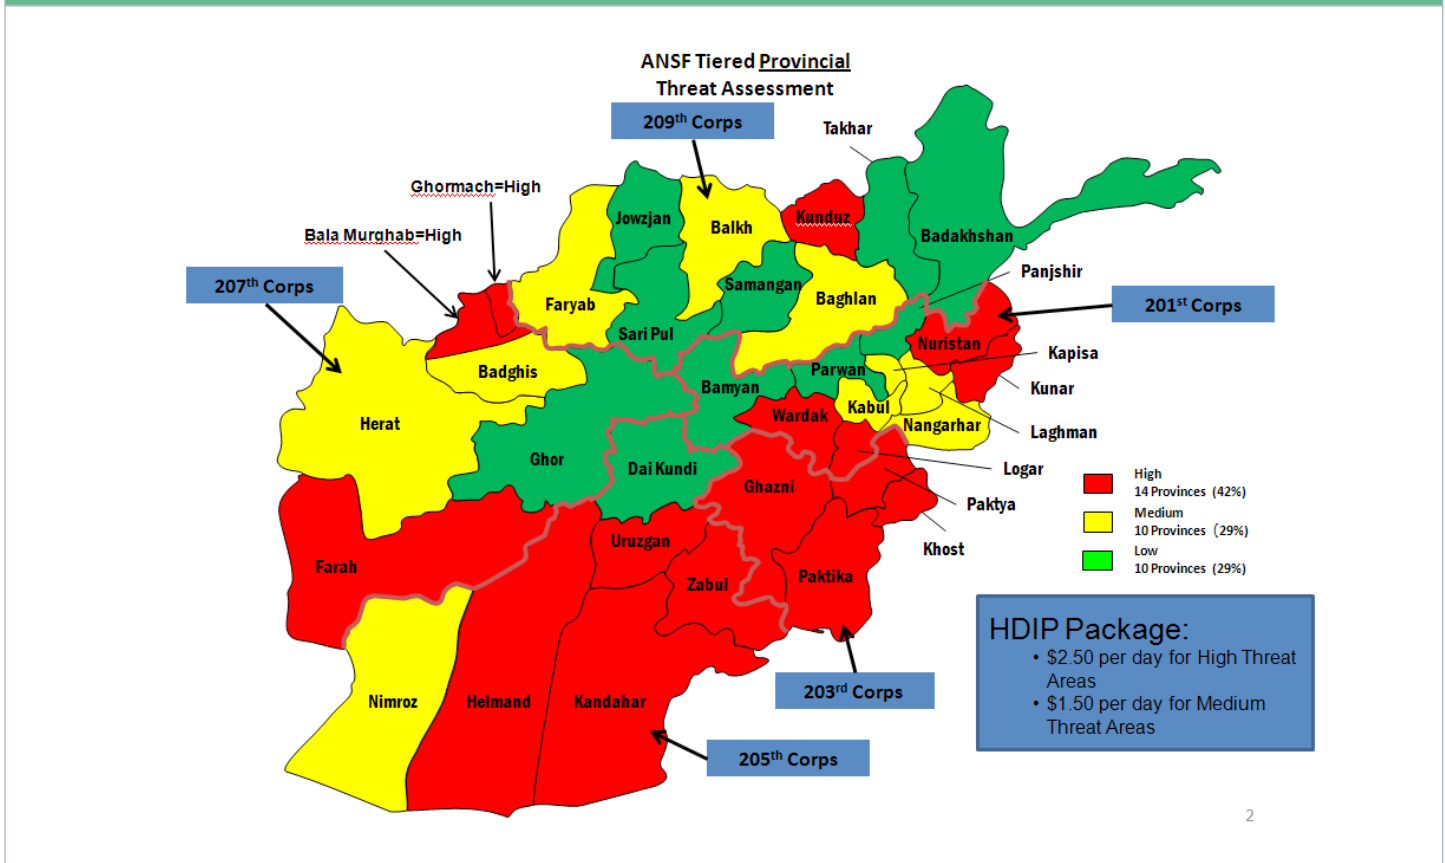 ANSF Tiered Provincial
Threat Assessment
209th Corps
Takhar
Ghormach=High
Jowzjan
Balkh
Kunduz
Bala Murghab=High
Badakhshan
207th Corps
Panjshir
Samangan
Faryab
Baghlan
201st Corps
Sari Pul
Nuristan
Kapisa
Badghis
Parwan
Bamyan
Kunar
Herat
Wardak
Kabul
Nangarhar
Laghman
Ghor
Dai Kundi
Logar
Ghazni
Paktya
Khost
High
14 Provinces (42%)
Medium
10 Provinces (29%)
Low
10 Provinces (29%)
Uruzgan
Farah
Zabul
Paktika
HDIP Package:
• $2.50 per day for High Threat
Areas
• $1.50 per day for Medium
Threat Areas
Nimroz
Helmand
Kandahar
203rd Corps
205th Corps
2